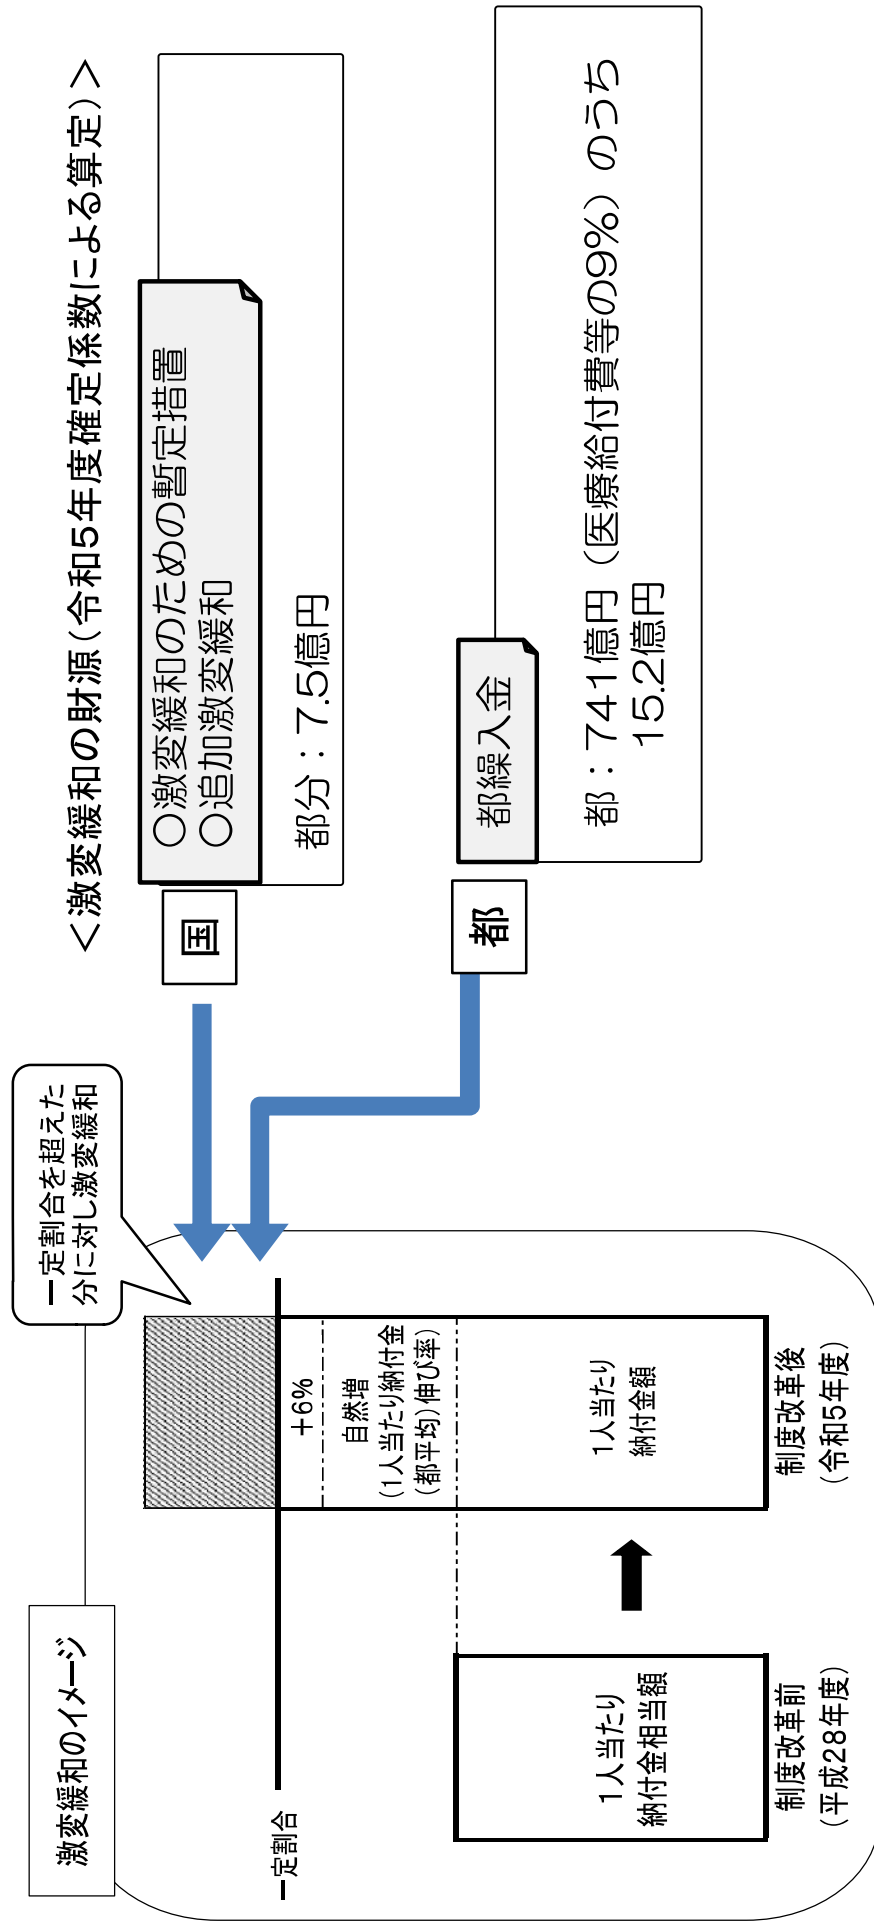 激変緩和のイメージ
一定割合を超えた
分に対し激変緩和
一定割合
+6%
自然増
(1人当たり納付金
(都平均)伸び率)
1人当たり
納付金相当額
1人当たり
納付金額
制度改革前
(平成28年度)
制度改革後
(令和5年度)
＜激変緩和の財源(令和5年度確定係数による算定)＞
国
○激変緩和のための暫定措置
○追加激変緩和
都分：7.5億円
都
都繰入金
都：741億円（医療給付費等の9%）のうち
15.2億円